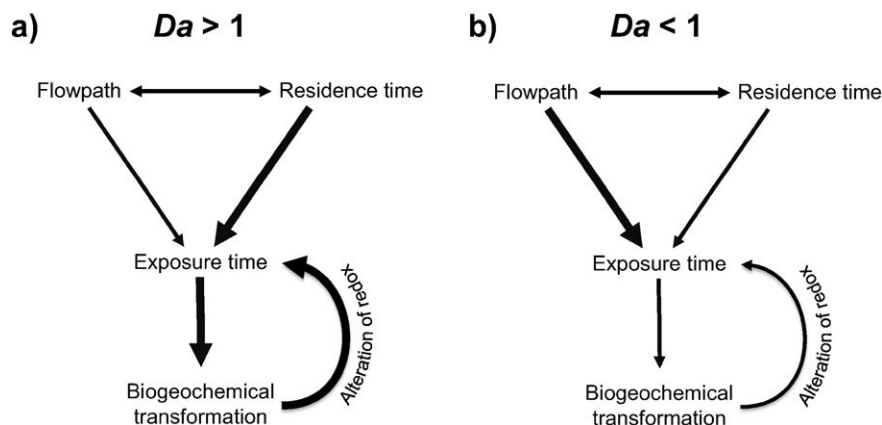 a) Da > 1
Flowpath Residence time
Exposure time
Alteration of redox
Biogeochemical
transformation
b) Da < 1
Flowpath Residence time
Exposure time
Alteration of redox
Biogeochemical
transformation